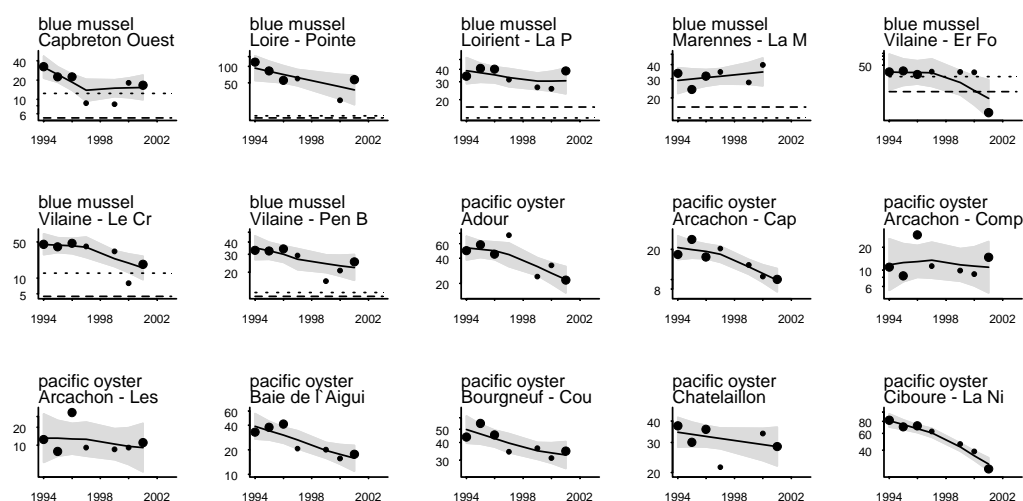 blue mussel
Capbreton Ouest
40
20
10
6
1994 1998 2002
blue mussel
Loire - Pointe
100
50
1994 1998 2002
blue mussel
Loirient - La P
40
30
20
1994 1998 2002
blue mussel
Marennes - La M
40
30
20
1994 1998 2002
blue mussel
Vilaine - Er Fo
50
1994 1998 2002
blue mussel
Vilaine - Le Cr
50
10
5
1994 1998 2002
blue mussel
Vilaine - Pen B
40
30
20
1994 1998 2002
pacific oyster
Adour
60
40
20
1994 1998 2002
pacific oyster
Arcachon - Cap
20
8
1994 1998 2002
pacific oyster
Arcachon - Comp
20
10
6
1994 1998 2002
pacific oyster
Arcachon - Les
20
10
1994 1998 2002
pacific oyster
Baie de l`Aigui
60
40
20
10
1994 1998 2002
pacific oyster
Bourgneuf - Cou
50
40
30
1994 1998 2002
pacific oyster
Chatelaillon
40
30
20
1994 1998 2002
pacific oyster
Ciboure - La Ni
80
60
40
1994 1998 2002